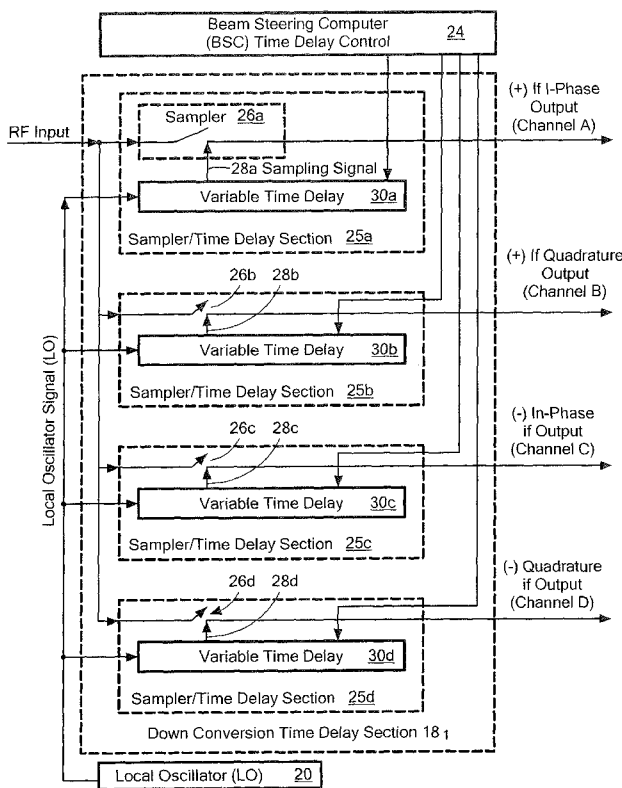 Beam Steering Computer
(BSC) Time Delay Control
24
(+) If I-Phase
Output
(Channel A)
RF Input
Sampler 26a
28a Sampling Signal
Variable Time Delay 30a
Sampler/Time Delay Section 25a
(+) If Quadrature
Output
(Channel B)
26b
28b
Variable Time Delay 30b
Sampler/Time Delay Section 25b
(-) In-Phase
if Output
(Channel C)
26c
28c
Variable Time Delay 30c
Sampler/Time Delay Section 25c
(-) Quadrature
if Output
(Channel D)
26d
28d
Variable Time Delay 30d
Sampler/Time Delay Section 25d
Down Conversion Time Delay Section 18 1
Local Oscillator Signal (LO)
Local Oscillator (LO) 20